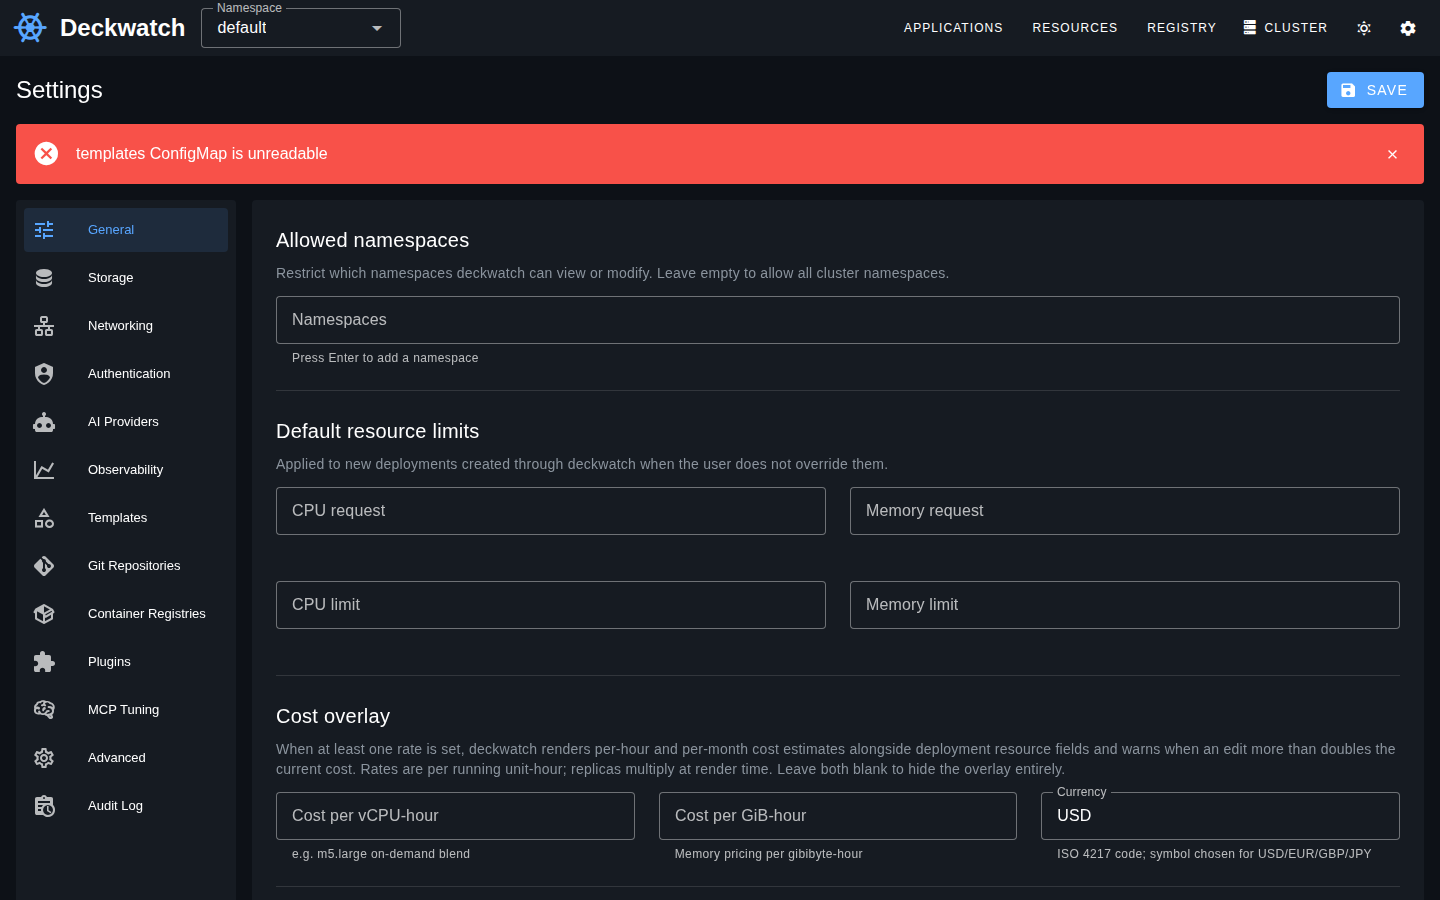 Deckwatch
Namespace
default
APPLICATIONS
RESOURCES
REGISTRY
CLUSTER
Settings
SAVE
templates ConfigMap is unreadable
General
Storage
Networking
Authentication
AI Providers
Observability
Templates
Git Repositories
Container Registries
Plugins
MCP Tuning
Advanced
Audit Log
Allowed namespaces
Restrict which namespaces deckwatch can view or modify. Leave empty to allow all cluster namespaces.
Namespaces
Press Enter to add a namespace
Default resource limits
Applied to new deployments created through deckwatch when the user does not override them.
CPU request
Memory request
CPU limit
Memory limit
Cost overlay
When at least one rate is set, deckwatch renders per-hour and per-month cost estimates alongside deployment resource fields and warns when an edit more than doubles the
current cost. Rates are per running unit-hour; replicas multiply at render time. Leave both blank to hide the overlay entirely.
Cost per vCPU-hour
e.g. m5.large on-demand blend
Cost per GiB-hour
Memory pricing per gibibyte-hour
Currency
USD
ISO 4217 code; symbol chosen for USD/EUR/GBP/JPY